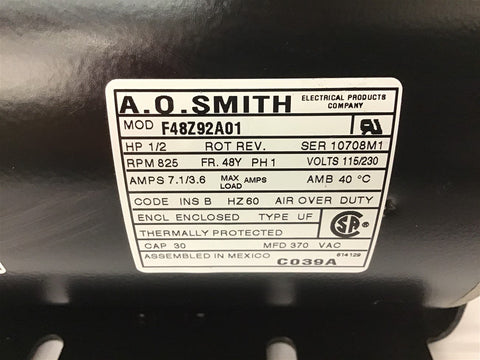 A.O.SMITH ELECTRICAL PRODUCTS COMPANY
MOD F48Z92A01
HP 1/2 ROT REV. SER 10708M1
RPM 825 FR. 48Y PH 1 VOLTS 115/230
AMPS 7.1/3.6 MAX LOAD AMPS AMB 40 °C
CODE INS B HZ 60 AIR OVER DUTY
ENCL ENCLOSED TYPE UF
THERMALLY PROTECTED
CAP 30 MFD 370 VAC
ASSEMBLED IN MEXICO C039A 614129